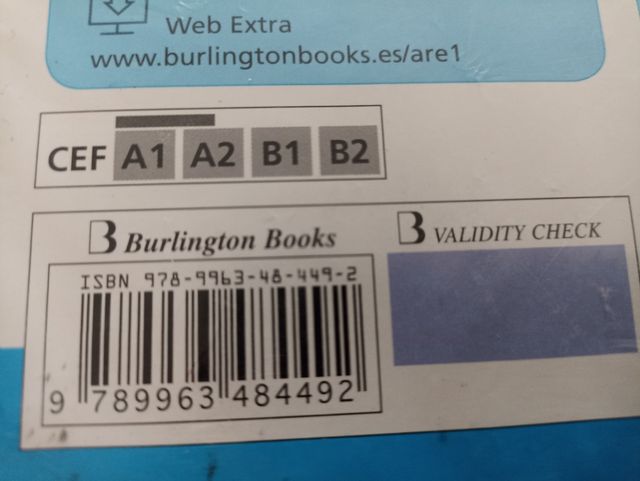 Web Extra
www.burlingtonbooks.es/are1
CEF A1 A2 B1 B2
B Burlington Books
B VALIDITY CHECK
ISBN 978-9963-48-449-2
9 789963 484492